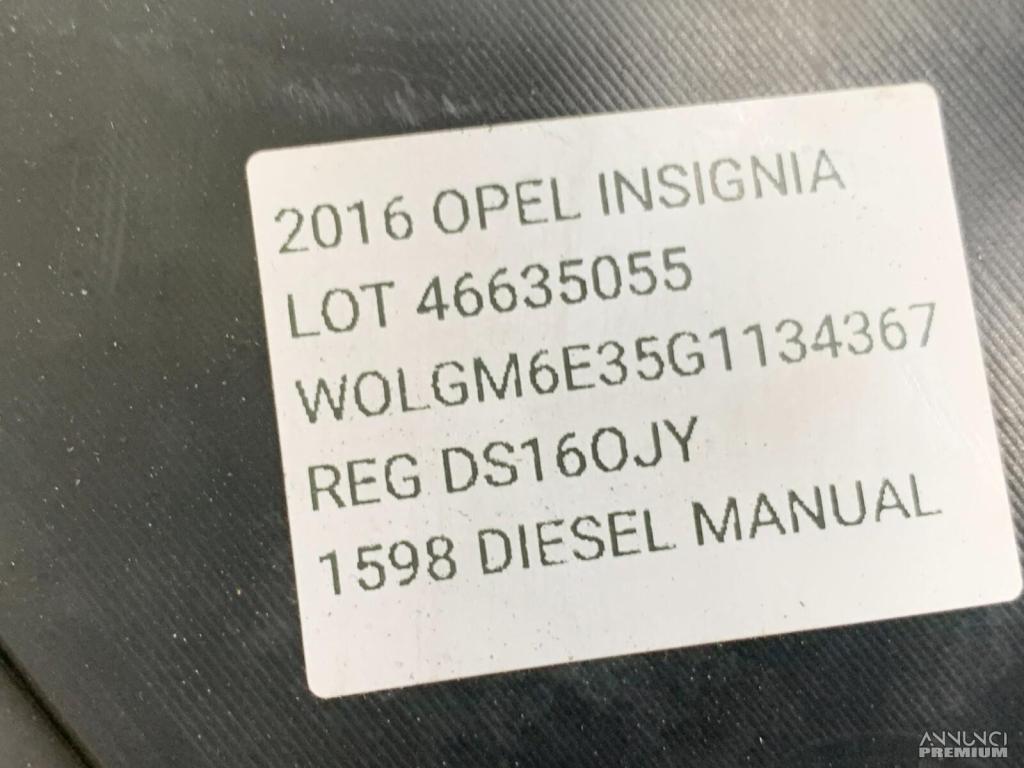 2016 OPEL INSIGNIA
LOT 46635055
WOLGM6E35G1134367
REG DS16OJY
1598 DIESEL MANUAL
ANNUNCI
PREMIUM